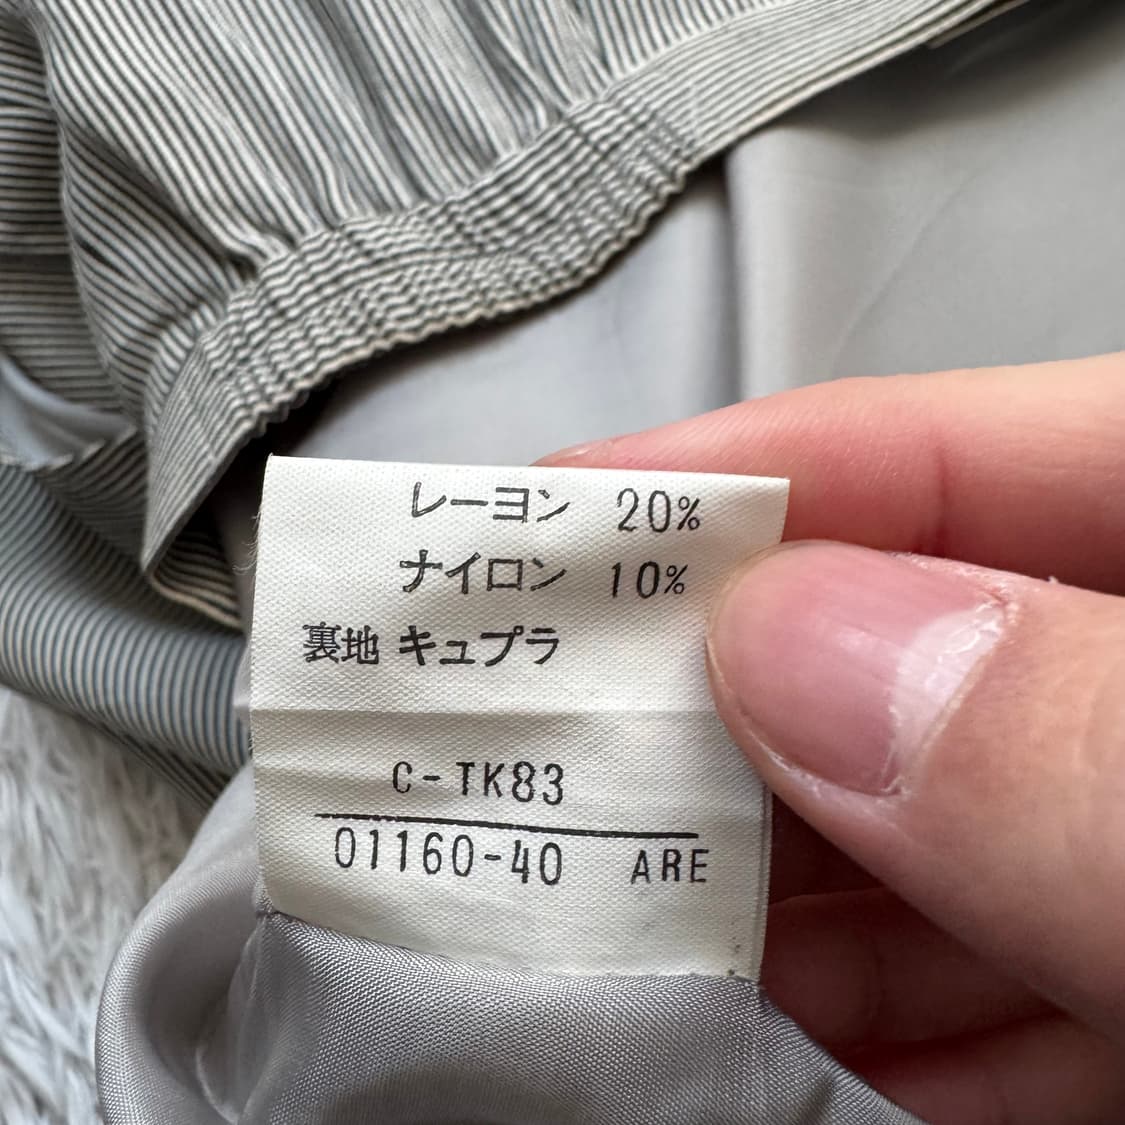 レーヨン 20%
ナイロン 10%
裏地 キュプラ
C-TK83
01160-40 ARE